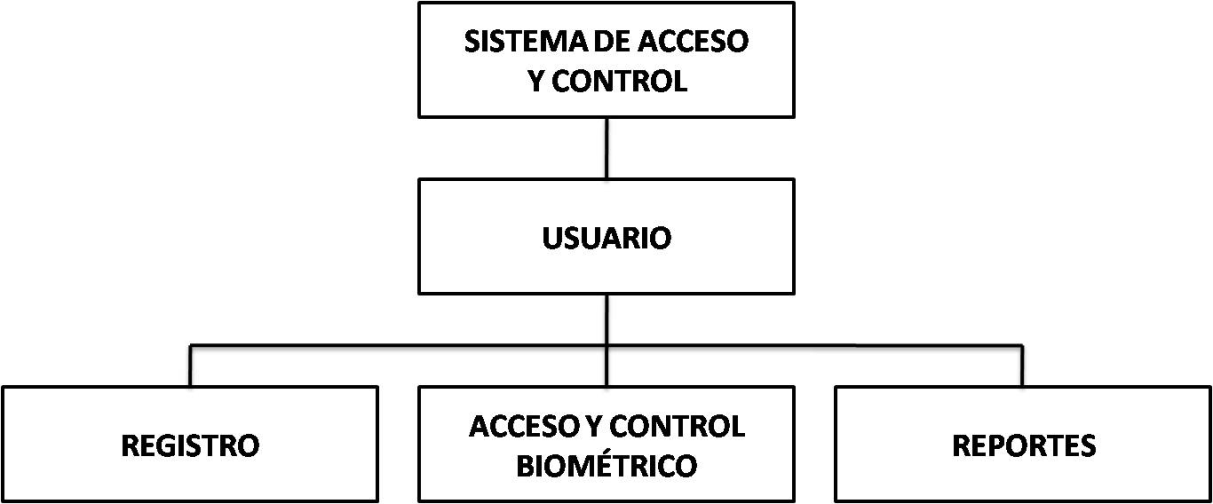 SISTEMA DE ACCESO
Y CONTROL
USUARIO
REGISTRO
ACCESO Y CONTROL
BIOMÉTRICO
REPORTES